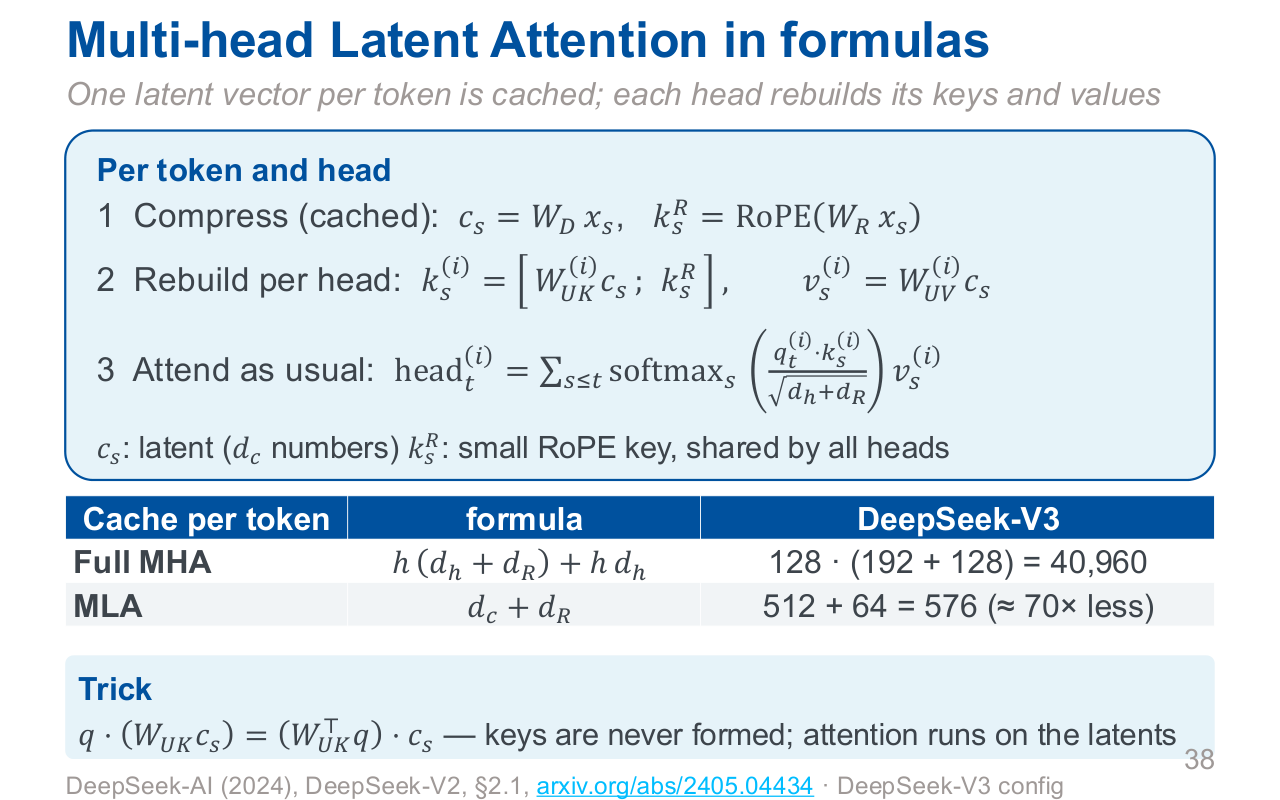 Multi-head Latent Attention in formulas
One latent vector per token is cached; each head rebuilds its keys and values
Per token and head
1 Compress (cached): c_s = W_D x_s, k_s^R = RoPE(W_R x_s)
2 Rebuild per head: k_s^(i) = [W_UK^(i) c_s ; k_s^R], v_s^(i) = W_UV^(i) c_s
3 Attend as usual: head_t^(i) = ∑_{s≤t} softmax_s (q_t^(i)·k_s^(i) / √(d_h+d_R)) v_s^(i)
c_s: latent (d_c numbers) k_s^R: small RoPE key, shared by all heads
Cache per token formula DeepSeek-V3
Full MHA h (d_h + d_R) + h d_h 128 · (192 + 128) = 40,960
MLA d_c + d_R 512 + 64 = 576 (≈ 70× less)
Trick
q · (W_UK c_s) = (W_UK^⊤ q) · c_s — keys are never formed; attention runs on the latents
38
DeepSeek-AI (2024), DeepSeek-V2, §2.1, arxiv.org/abs/2405.04434 · DeepSeek-V3 config